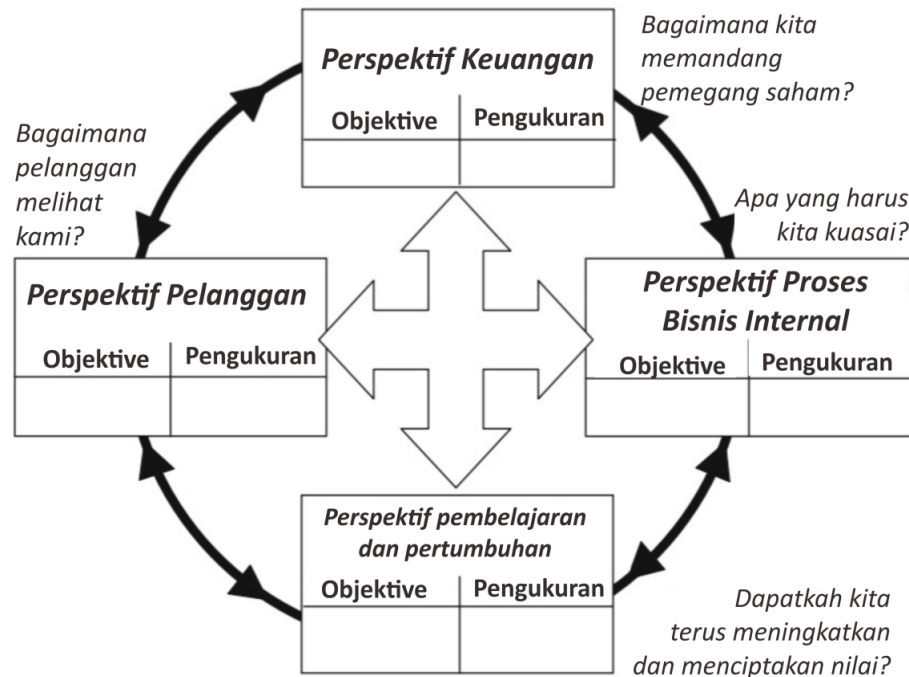 Perspektif Keuangan
Objektive Pengukuran
Bagaimana kita
memandang
pemegang saham?
Bagaimana
pelanggan
melihat
kami?
Apa yang harus
kita kuasai?
Perspektif Pelanggan
Objektive Pengukuran
Perspektif Proses
Bisnis Internal
Objektive Pengukuran
Perspektif pembelajaran
dan pertumbuhan
Objektive Pengukuran
Dapatkah kita
terus meningkatkan
dan menciptakan nilai?